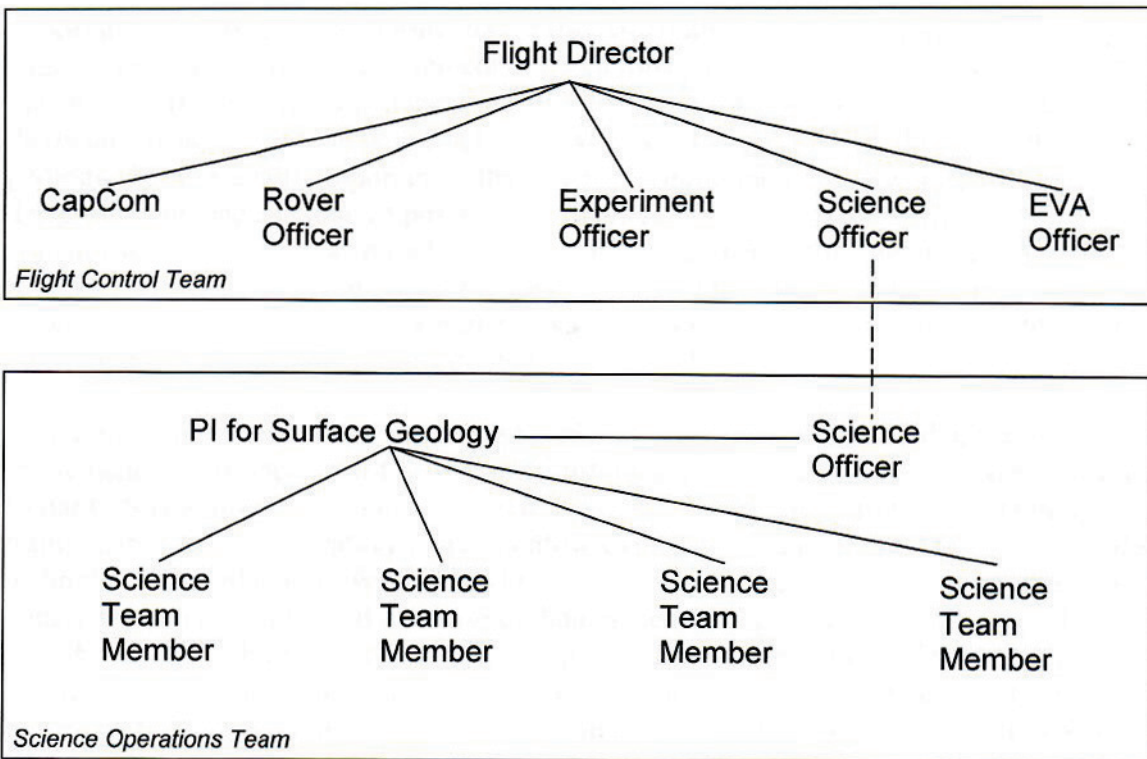 Flight Director
CapCom
Rover
Officer
Experiment
Officer
Science
Officer
EVA
Officer
Flight Control Team
PI for Surface Geology
Science
Officer
Science
Team
Member
Science
Team
Member
Science
Team
Member
Science
Team
Member
Science Operations Team